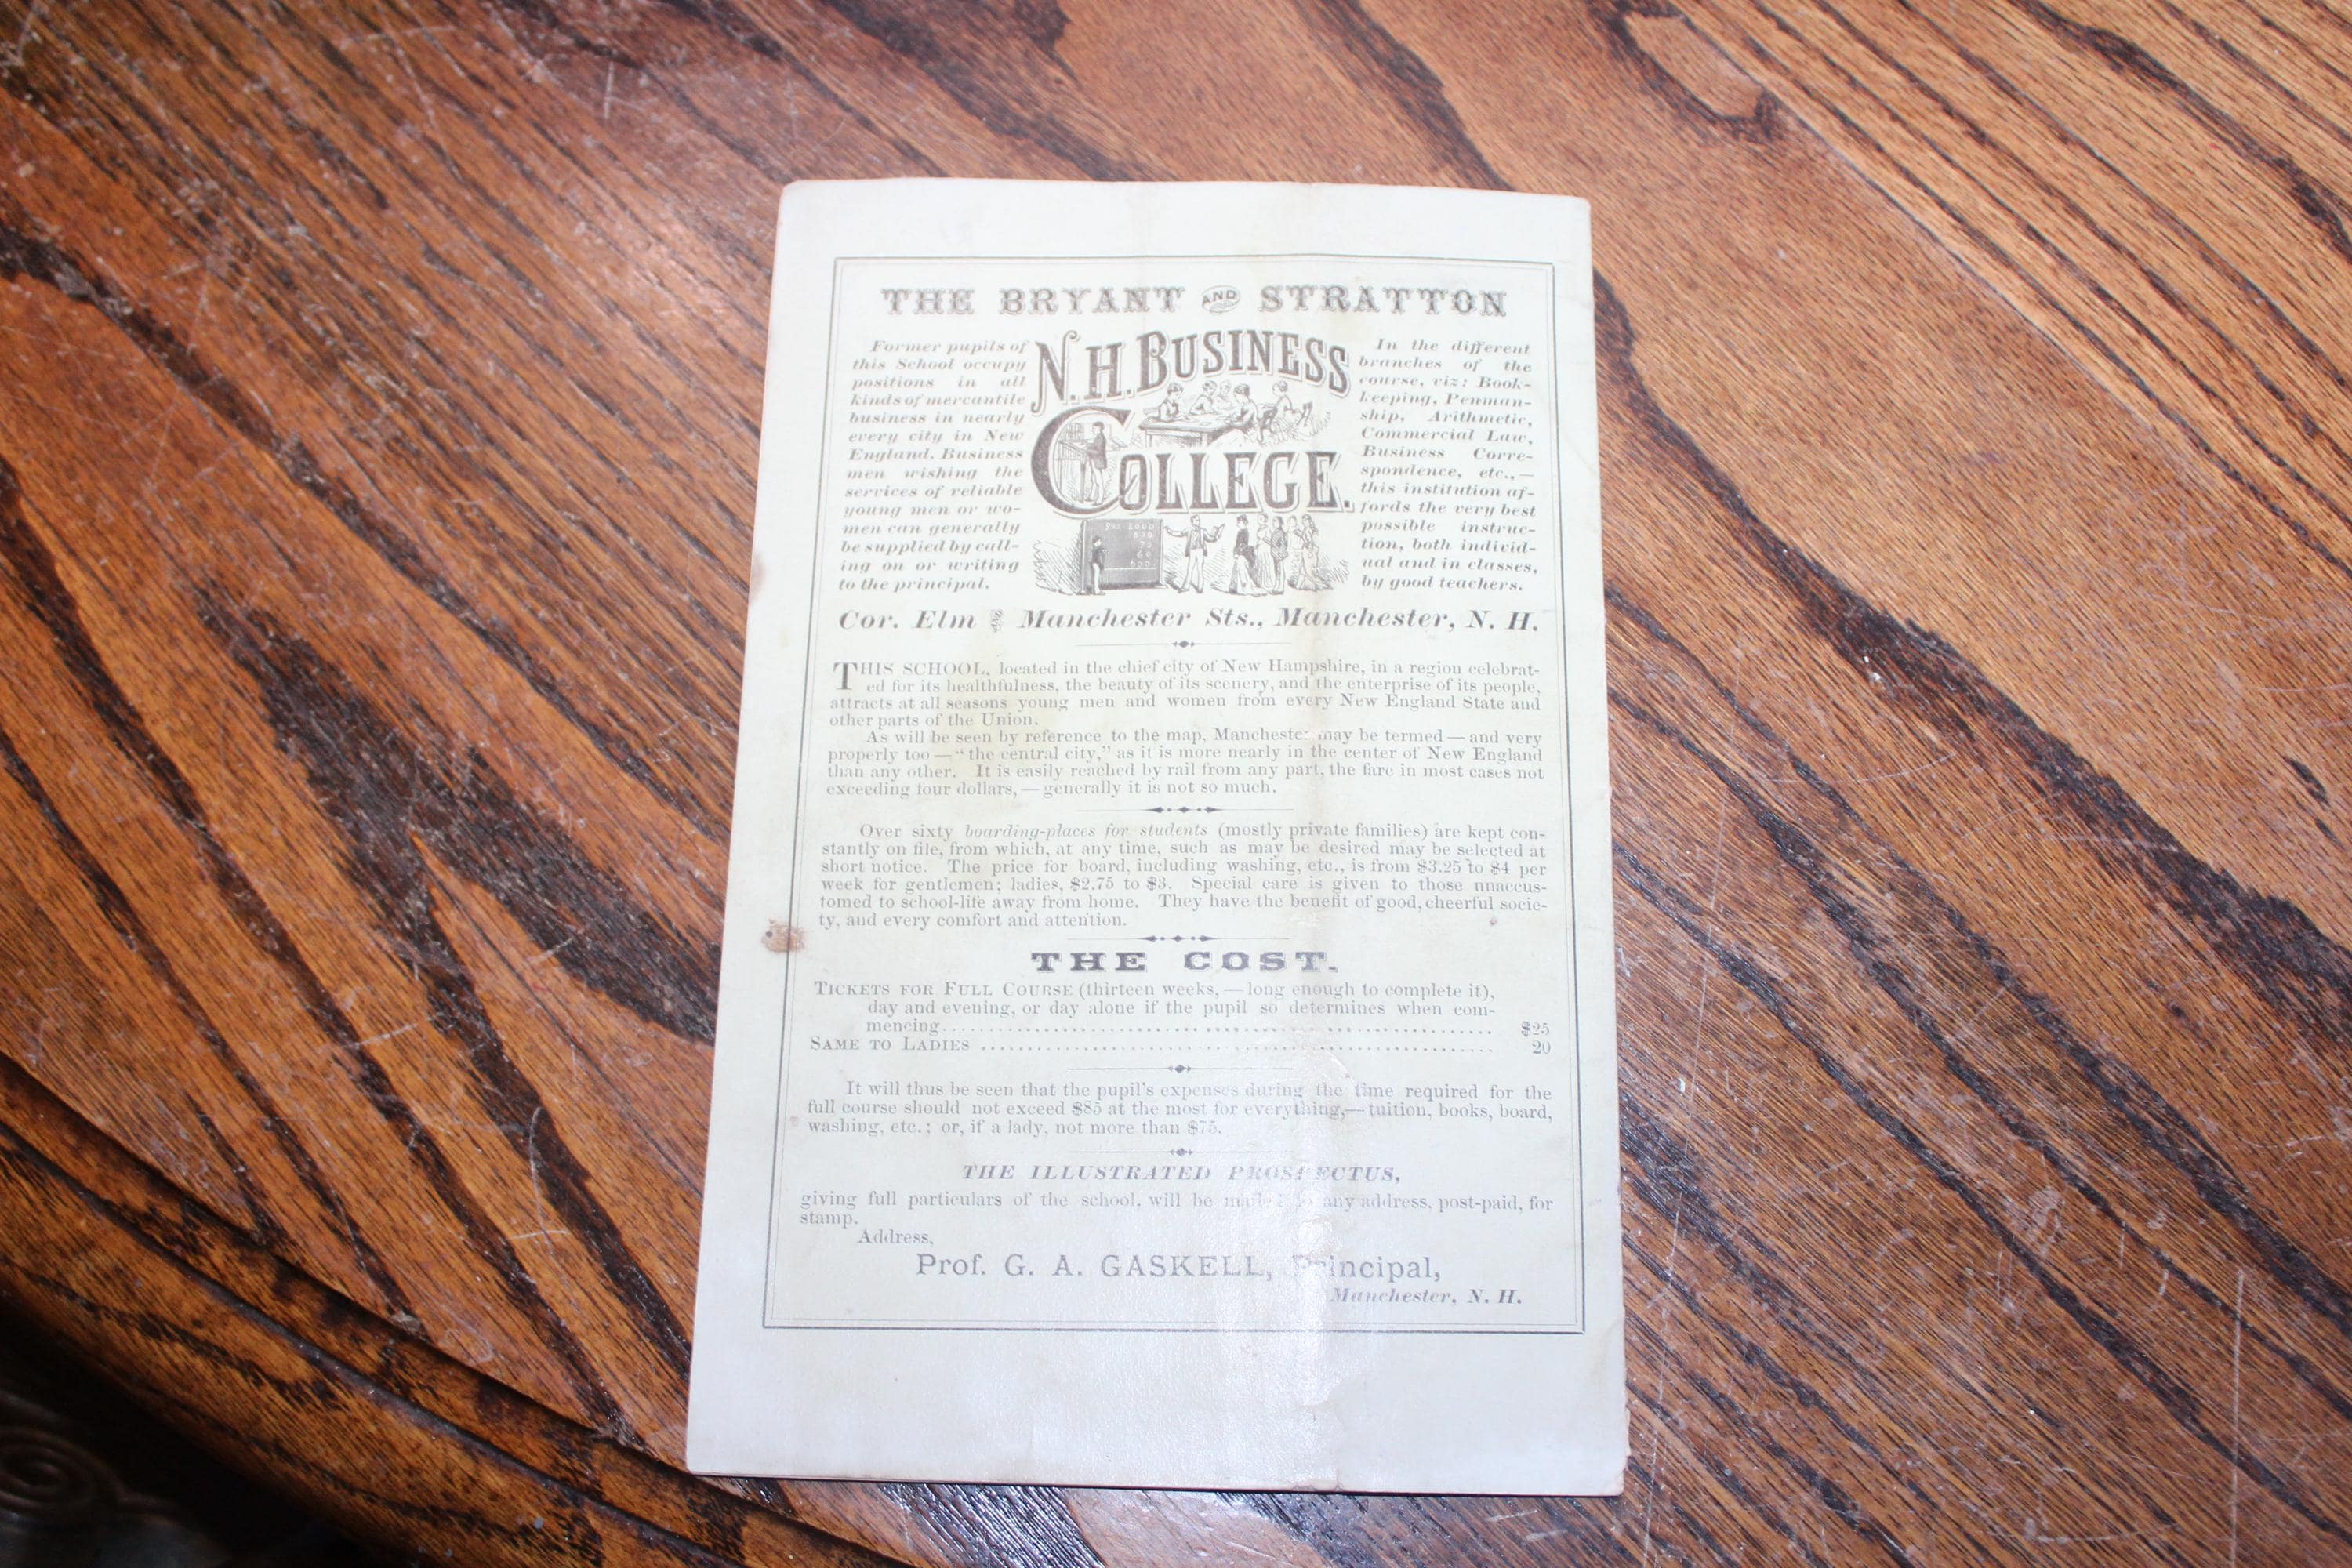 THE BRYANT AND STRATTON
N. H. BUSINESS
COLLEGE.
Former pupils of
this School occupy
positions in all
kinds of mercantile
business in nearly
every city in New
England. Business
men wishing the
services of reliable
young men or wo-
men can generally
be supplied by call-
ing on or writing
to the principal.
In the different
branches of the
course, viz: Book-
keeping, Penman-
ship, Arithmetic,
Commercial Law,
Business Corre-
spondence, etc.,—
this institution af-
fords the very best
possible instruc-
tion, both individ-
ual and in classes,
by good teachers.
Cor. Elm and Manchester Sts., Manchester, N. H.
THIS SCHOOL, located in the chief city of New Hampshire, in a region celebrat-
ed for its healthfulness, the beauty of its scenery, and the enterprise of its people,
attracts at all seasons young men and women from every New England State and
other parts of the Union.
As will be seen by reference to the map, Manchester may be termed — and very
properly too — "the central city," as it is more nearly in the center of New England
than any other. It is easily reached by rail from any part, the fare in most cases not
exceeding four dollars, — generally it is not so much.
Over sixty boarding-places for students (mostly private families) are kept con-
stantly on file, from which, at any time, such as may be desired may be selected at
short notice. The price for board, including washing, etc., is from $3.25 to $4 per
week for gentlemen; ladies, $2.75 to $3. Special care is given to those unaccus-
tomed to school-life away from home. They have the benefit of good, cheerful socie-
ty, and every comfort and attention.
THE COST.
TICKETS FOR FULL COURSE (thirteen weeks, — long enough to complete it),
day and evening, or day alone if the pupil so determines when com-
mencing.......... $25
SAME TO LADIES .......... 20
It will thus be seen that the pupil's expenses during the time required for the
full course should not exceed $85 at the most for everything,— tuition, books, board,
washing, etc.; or, if a lady, not more than $75.
THE ILLUSTRATED PROSPECTUS,
giving full particulars of the school, will be mailed to any address, post-paid, for
stamp.
Address,
Prof. G. A. GASKELL, Principal,
Manchester, N. H.